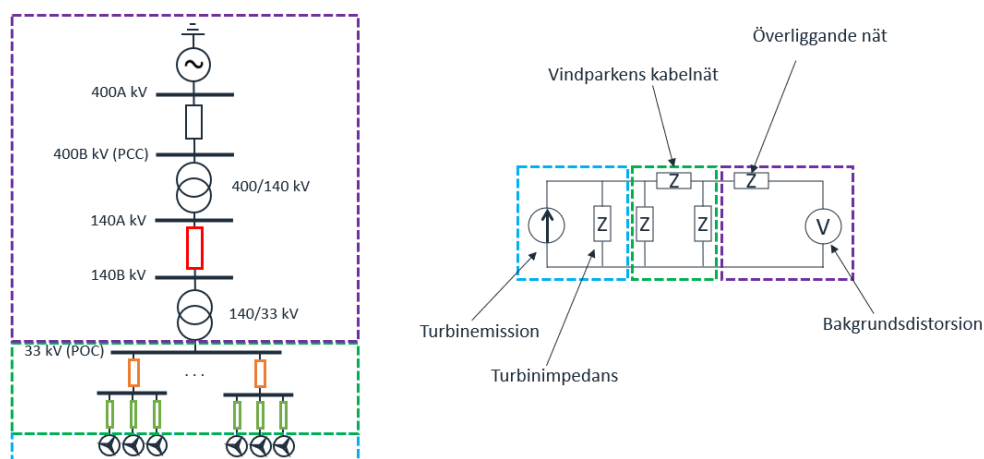 400A kV
400B kV (PCC)
400/140 kV
140A kV
140B kV
140/33 kV
33 kV (POC)
. . .
Överliggande nät
Vindparkens kabelnät
Z
Z
Z
Z
Z
V
Turbinemission
Bakgrundsdistorsion
Turbinimpedans